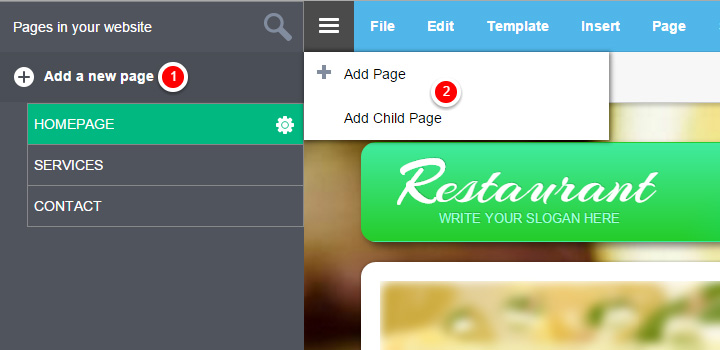 Pages in your website
File Edit Template Insert Page
Add a new page 1
Add Page
2
Add Child Page
HOMEPAGE
SERVICES
CONTACT
Restaurant
WRITE YOUR SLOGAN HERE